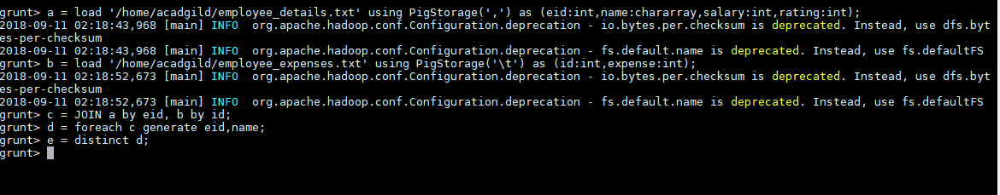 grunt> a = load '/home/acadgild/employee_details.txt' using PigStorage(',') as (eid:int,name:chararray,salary:int,rating:int);
2018-09-11 02:18:43,968 [main] INFO  org.apache.hadoop.conf.Configuration.deprecation - io.bytes.per.checksum is deprecated. Instead, use dfs.byt
es-per-checksum
2018-09-11 02:18:43,968 [main] INFO  org.apache.hadoop.conf.Configuration.deprecation - fs.default.name is deprecated. Instead, use fs.defaultFS
grunt> b = load '/home/acadgild/employee_expenses.txt' using PigStorage('\t') as (id:int,expense:int);
2018-09-11 02:18:52,673 [main] INFO  org.apache.hadoop.conf.Configuration.deprecation - io.bytes.per.checksum is deprecated. Instead, use dfs.byt
es-per-checksum
2018-09-11 02:18:52,673 [main] INFO  org.apache.hadoop.conf.Configuration.deprecation - fs.default.name is deprecated. Instead, use fs.defaultFS
grunt> c = JOIN a by eid, b by id;
grunt> d = foreach c generate eid,name;
grunt> e = distinct d;
grunt>